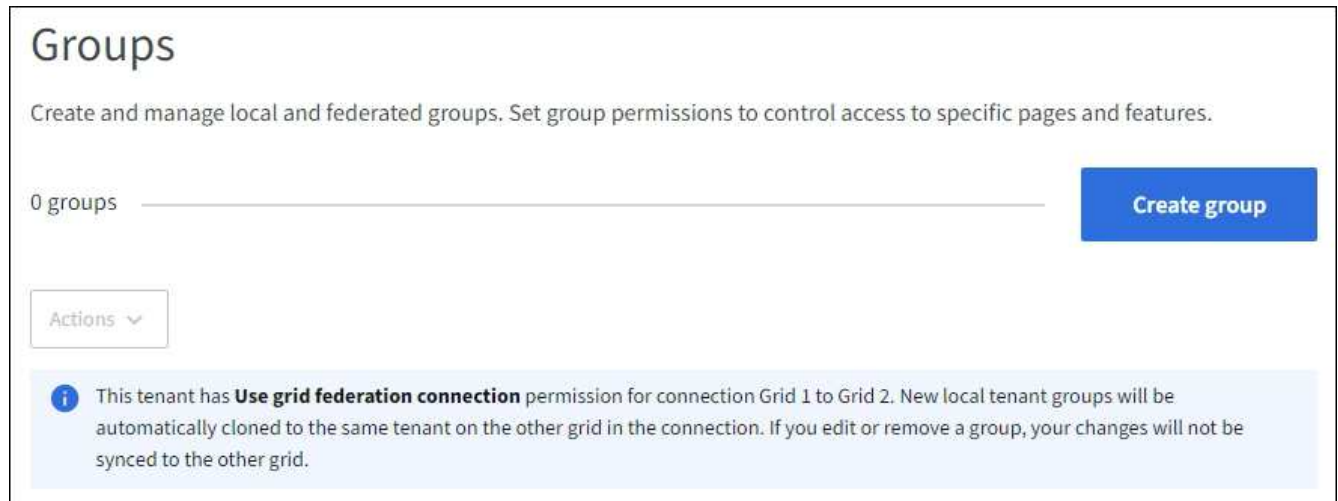 Groups
Create and manage local and federated groups. Set group permissions to control access to specific pages and features.
0 groups
Create group
Actions
This tenant has Use grid federation connection permission for connection Grid 1 to Grid 2. New local tenant groups will be
automatically cloned to the same tenant on the other grid in the connection. If you edit or remove a group, your changes will not be
synced to the other grid.